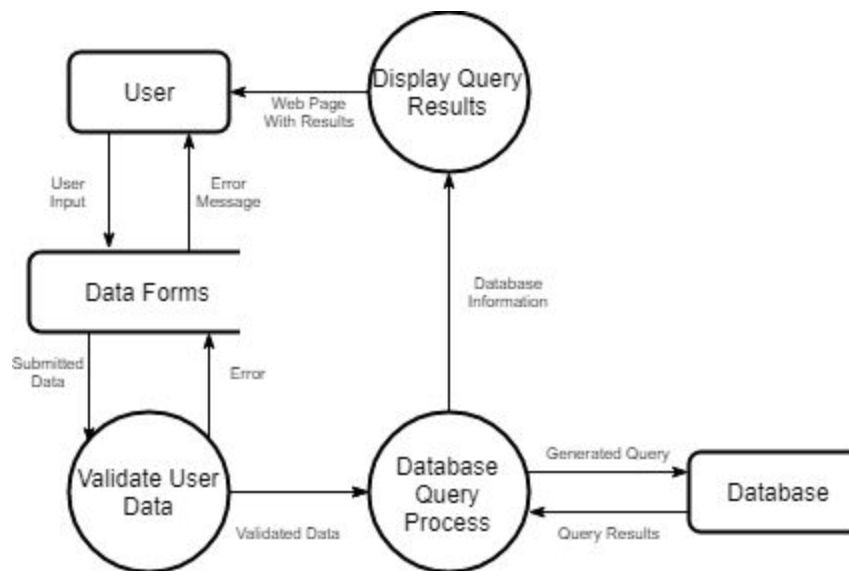 User
Display Query
Results
Web Page
With Results
User
Input
Error
Message
Data Forms
Database
Information
Submitted
Data
Error
Validate User
Data
Validated Data
Database
Query
Process
Generated Query
Query Results
Database